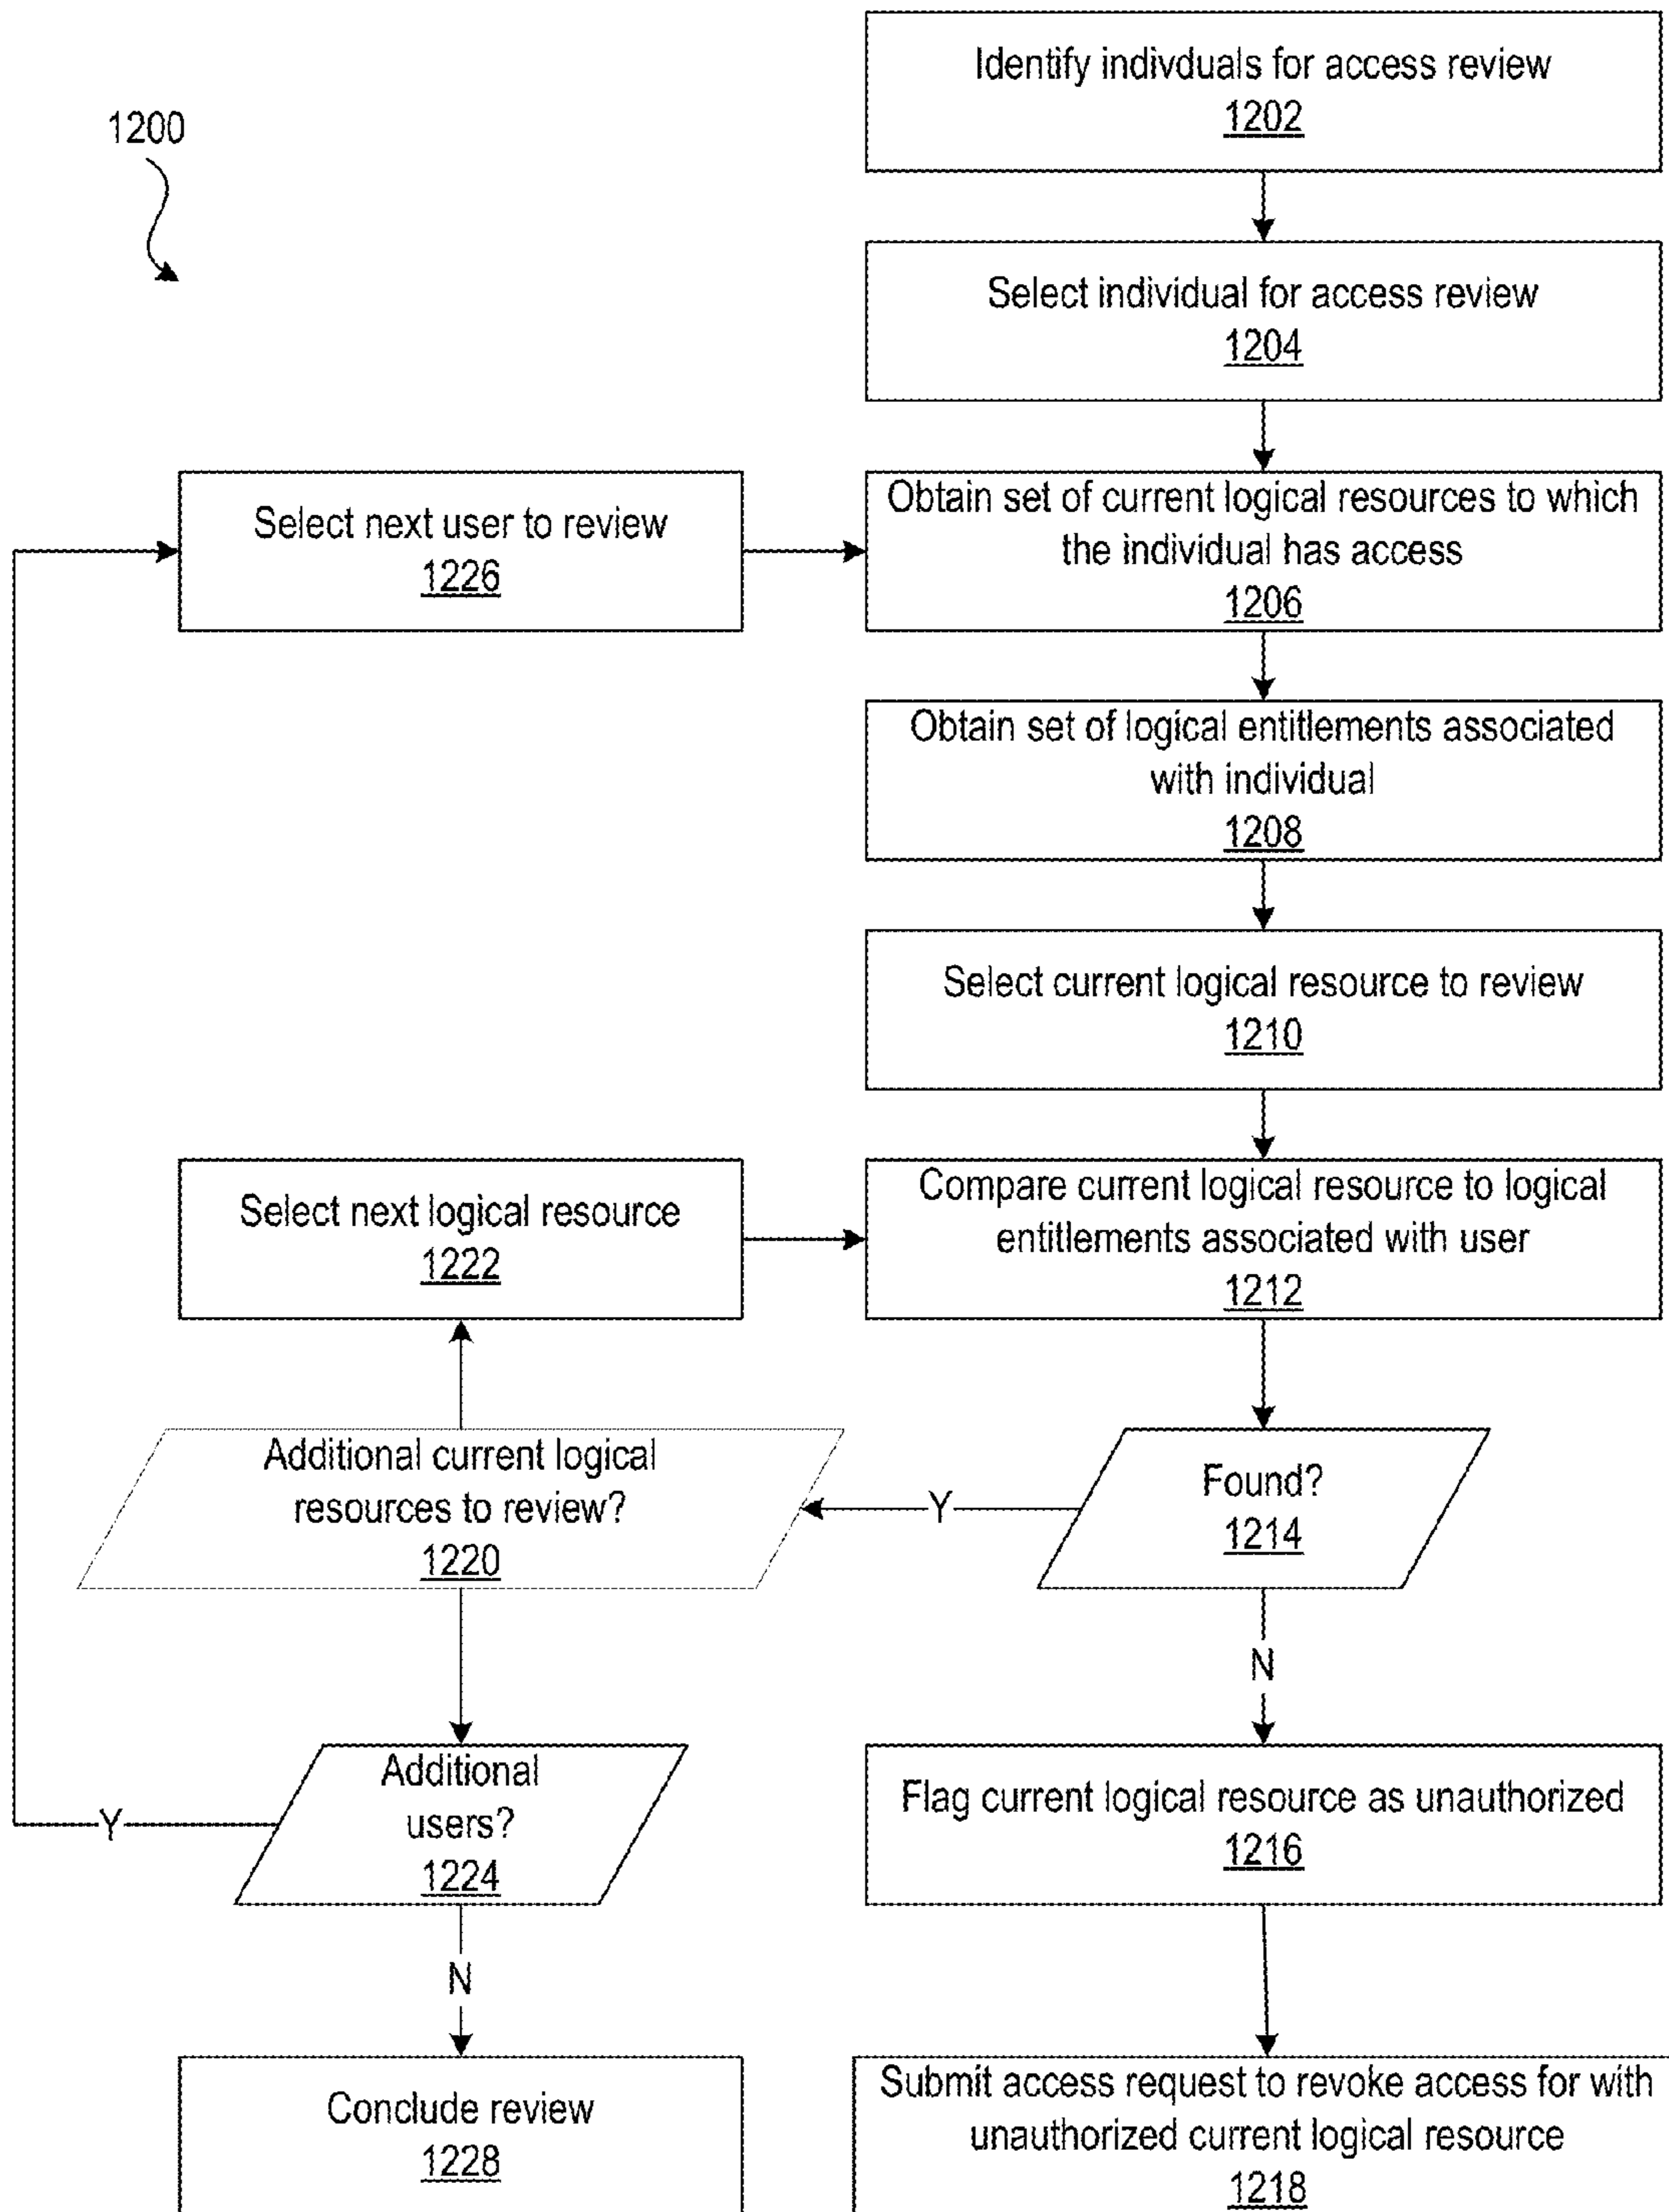 Identify indivduals for access review
1202
1200
Select individual for access review
1204
Select next user to review
1226
Obtain set of current logical resources to which
the individual has access
1206
Obtain set of logical entitlements associated
with individual
1208
Select current logical resource to review
1210
Select next logical resource
1222
Compare current logical resource to logical
entitlements associated with user
1212
Additional current logical
resources to review?
1220
Y
Found?
1214
N
Additional
users?
1224
Y
Flag current logical resource as unauthorized
1216
N
Conclude review
1228
Submit access request to revoke access for with
unauthorized current logical resource
1218